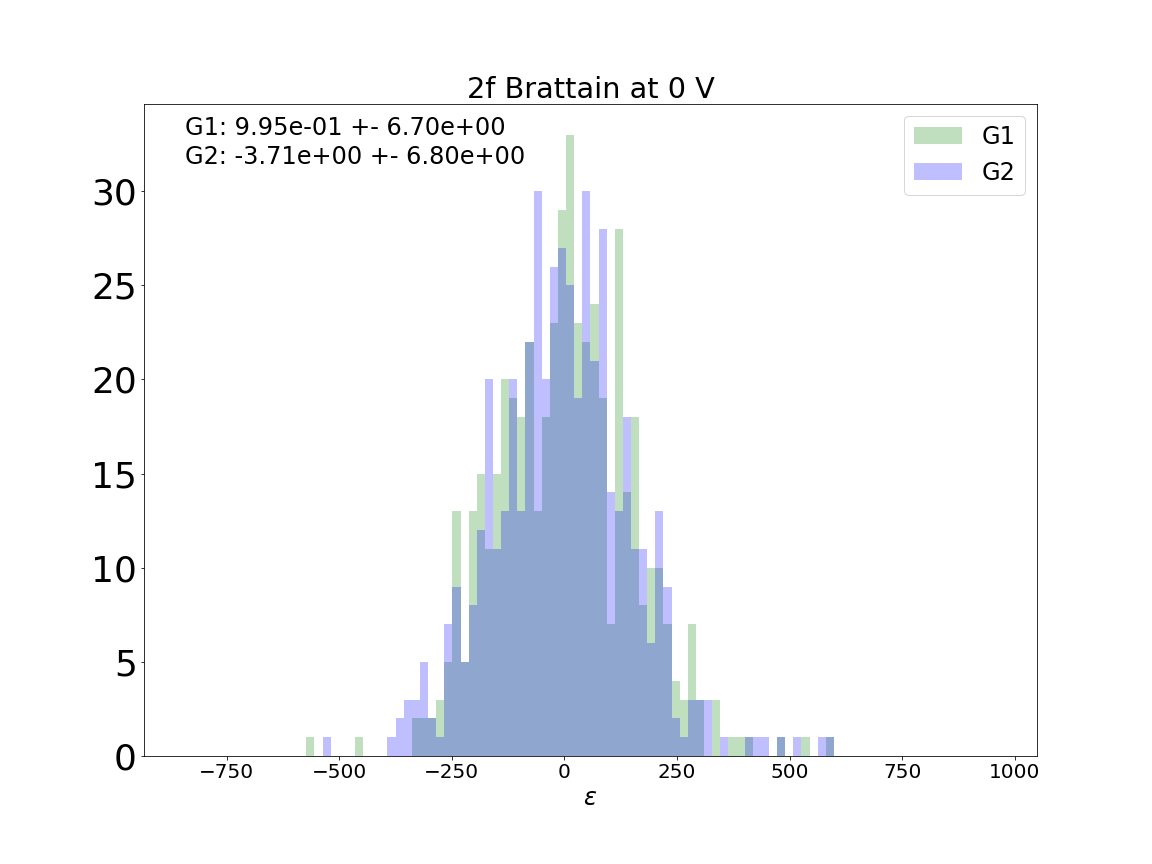 2f Brattain at 0 V
G1: 9.95e-01 +- 6.70e+00
G2: -3.71e+00 +- 6.80e+00
G1
G2
30
25
20
15
10
5
0
−750 −500 −250 0 250 500 750 1000
ε